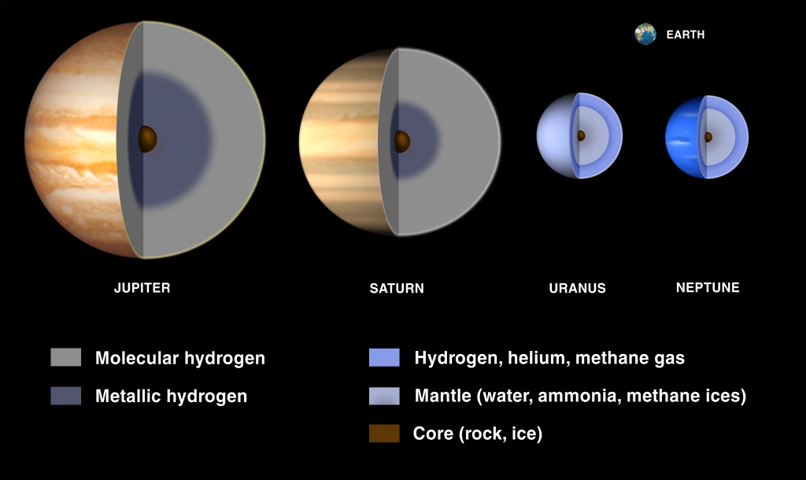 EARTH
JUPITER
SATURN
URANUS
NEPTUNE
Molecular hydrogen
Metallic hydrogen
Hydrogen, helium, methane gas
Mantle (water, ammonia, methane ices)
Core (rock, ice)